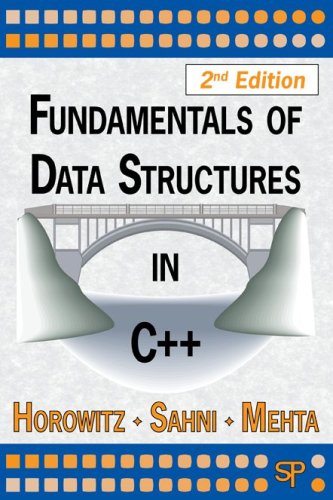 2nd Edition
FUNDAMENTALS OF
DATA STRUCTURES
IN
C++
HOROWITZ • SAHNI • MEHTA
SP